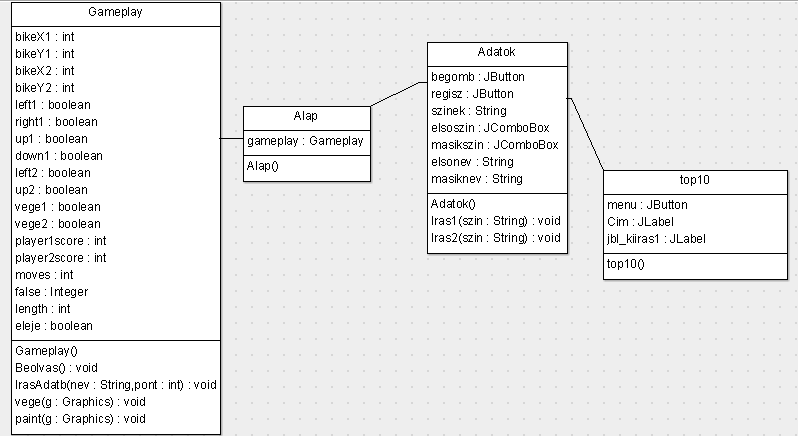 Gameplay
bikeX1 : int
bikeY1 : int
bikeX2 : int
bikeY2 : int
left1 : boolean
right1 : boolean
up1 : boolean
down1 : boolean
left2 : boolean
up2 : boolean
vege1 : boolean
vege2 : boolean
player1score : int
player2score : int
moves : int
false : Integer
length : int
eleje : boolean
Gameplay()
Beolvas() : void
IrasAdatb(nev : String,pont : int) : void
vege(g : Graphics) : void
paint(g : Graphics) : void
Alap
gameplay : Gameplay
Alap()
Adatok
begomb : JButton
regisz : JButton
szinek : String
elsoszin : JComboBox
masikszin : JComboBox
elsonev : String
masiknev : String
Adatok()
Iras1(szin : String) : void
Iras2(szin : String) : void
top10
menu : JButton
Cim : JLabel
jbl_kiiras1 : JLabel
top10()